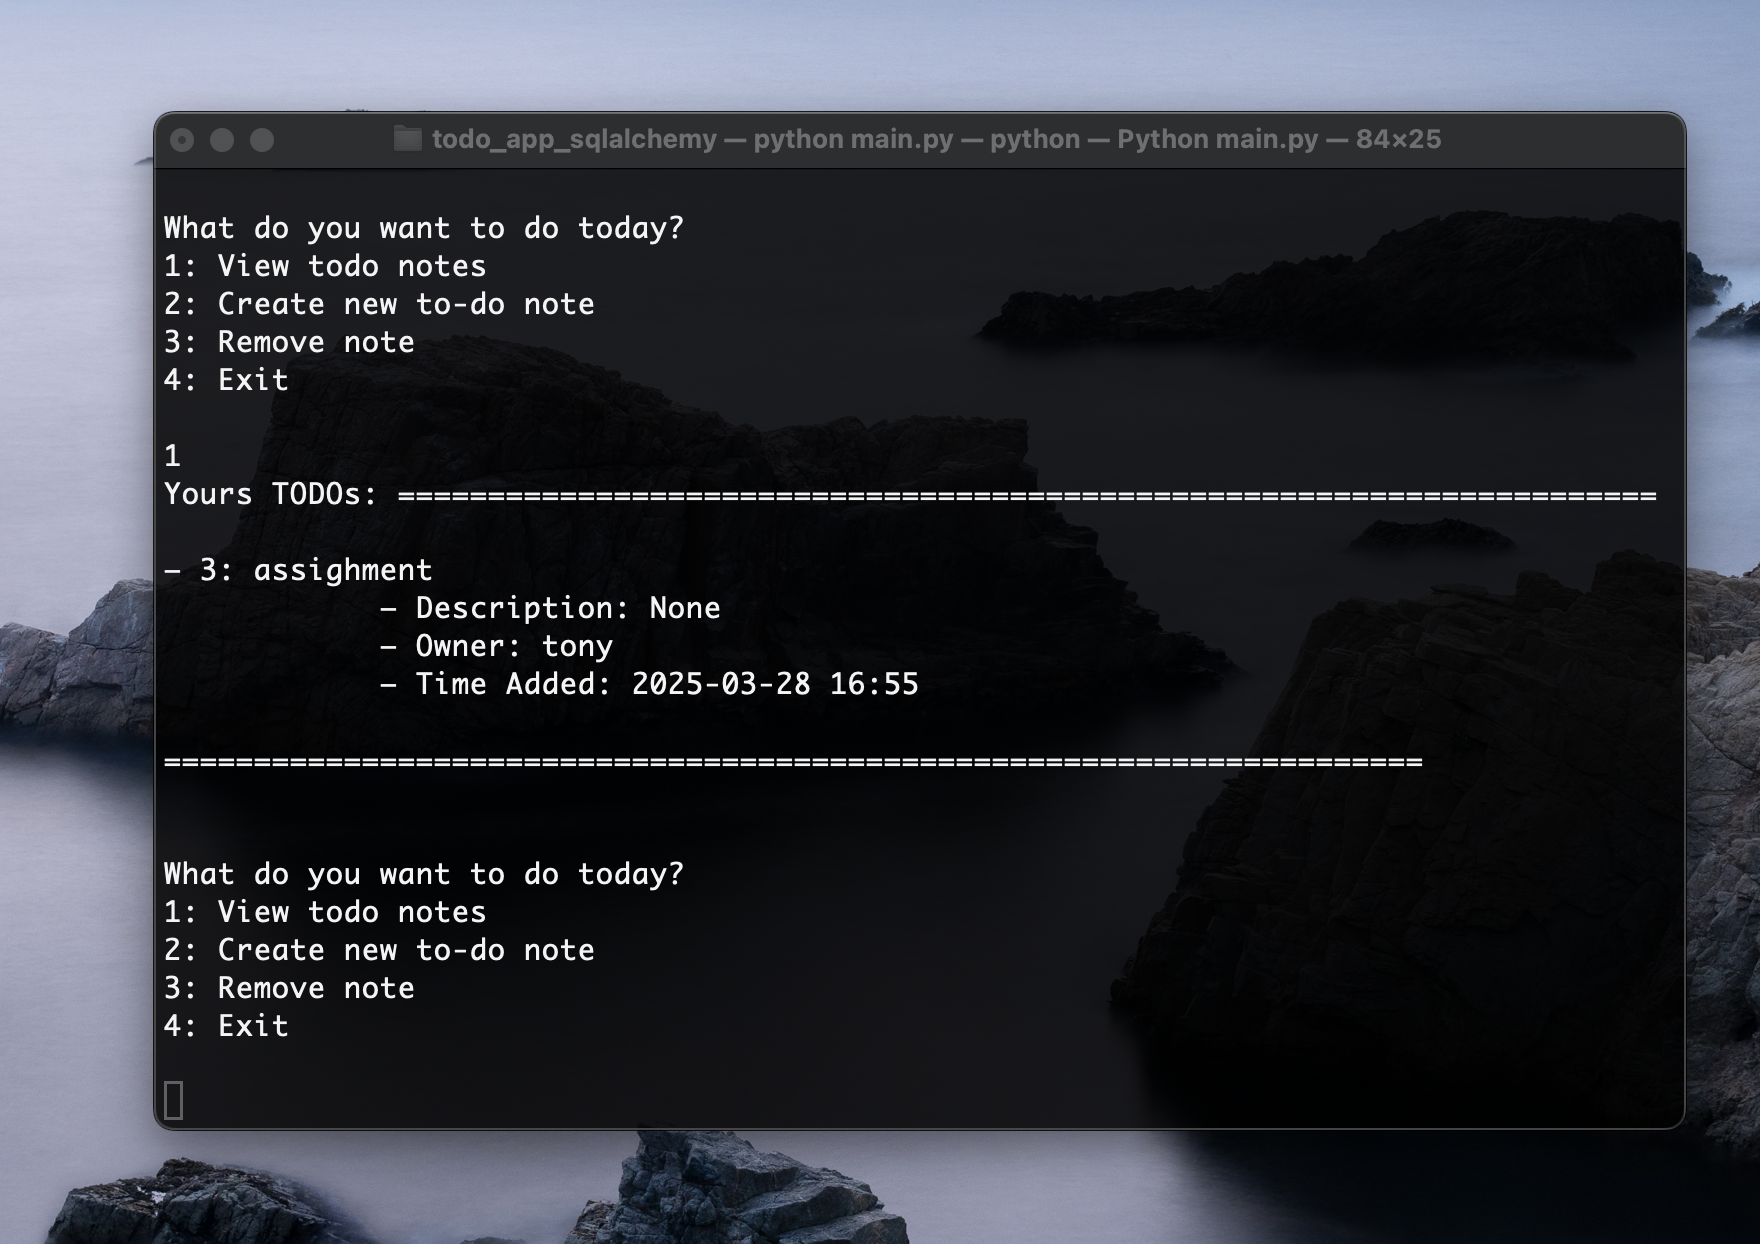 todo_app_sqlalchemy — python main.py — python — Python main.py — 84×25
What do you want to do today?
1: View todo notes
2: Create new to-do note
3: Remove note
4: Exit
1
Yours TODOs: ======================================================================
- 3: assighment
- Description: None
- Owner: tony
- Time Added: 2025-03-28 16:55
======================================================================
What do you want to do today?
1: View todo notes
2: Create new to-do note
3: Remove note
4: Exit